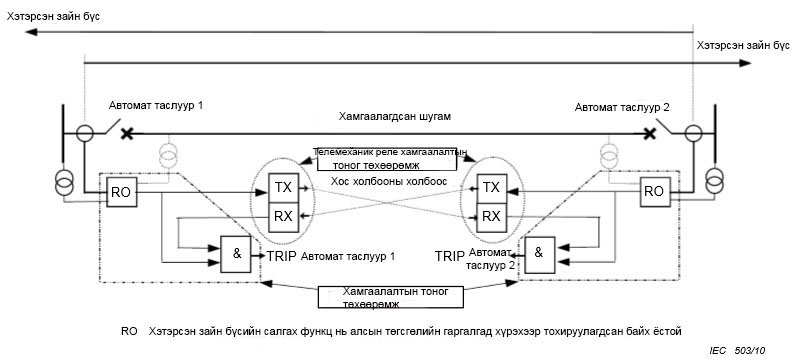 Хэтэрсэн зайн бүс
Хэтэрсэн зайн бүс
Автомат таслуур 1
Хамгаалагдсан шугам
Автомат таслуур 2
Телемеханик реле хамгаалалтын
тоног төхөөрөмж
Хос холбооны холбоос
RO
TX
RX
TX
RX
RO
&
TRIP Автомат таслуур 1
TRIP Автомат
таслуур 2
&
Хамгаалалтын тоног
төхөөрөмж
RO Хэтэрсэн зайн бүсийн салгах функц нь алсын төгсгөлийн гаргалгад хүрэхээр тохируулагдсан байх ёстой
IEC 503/10